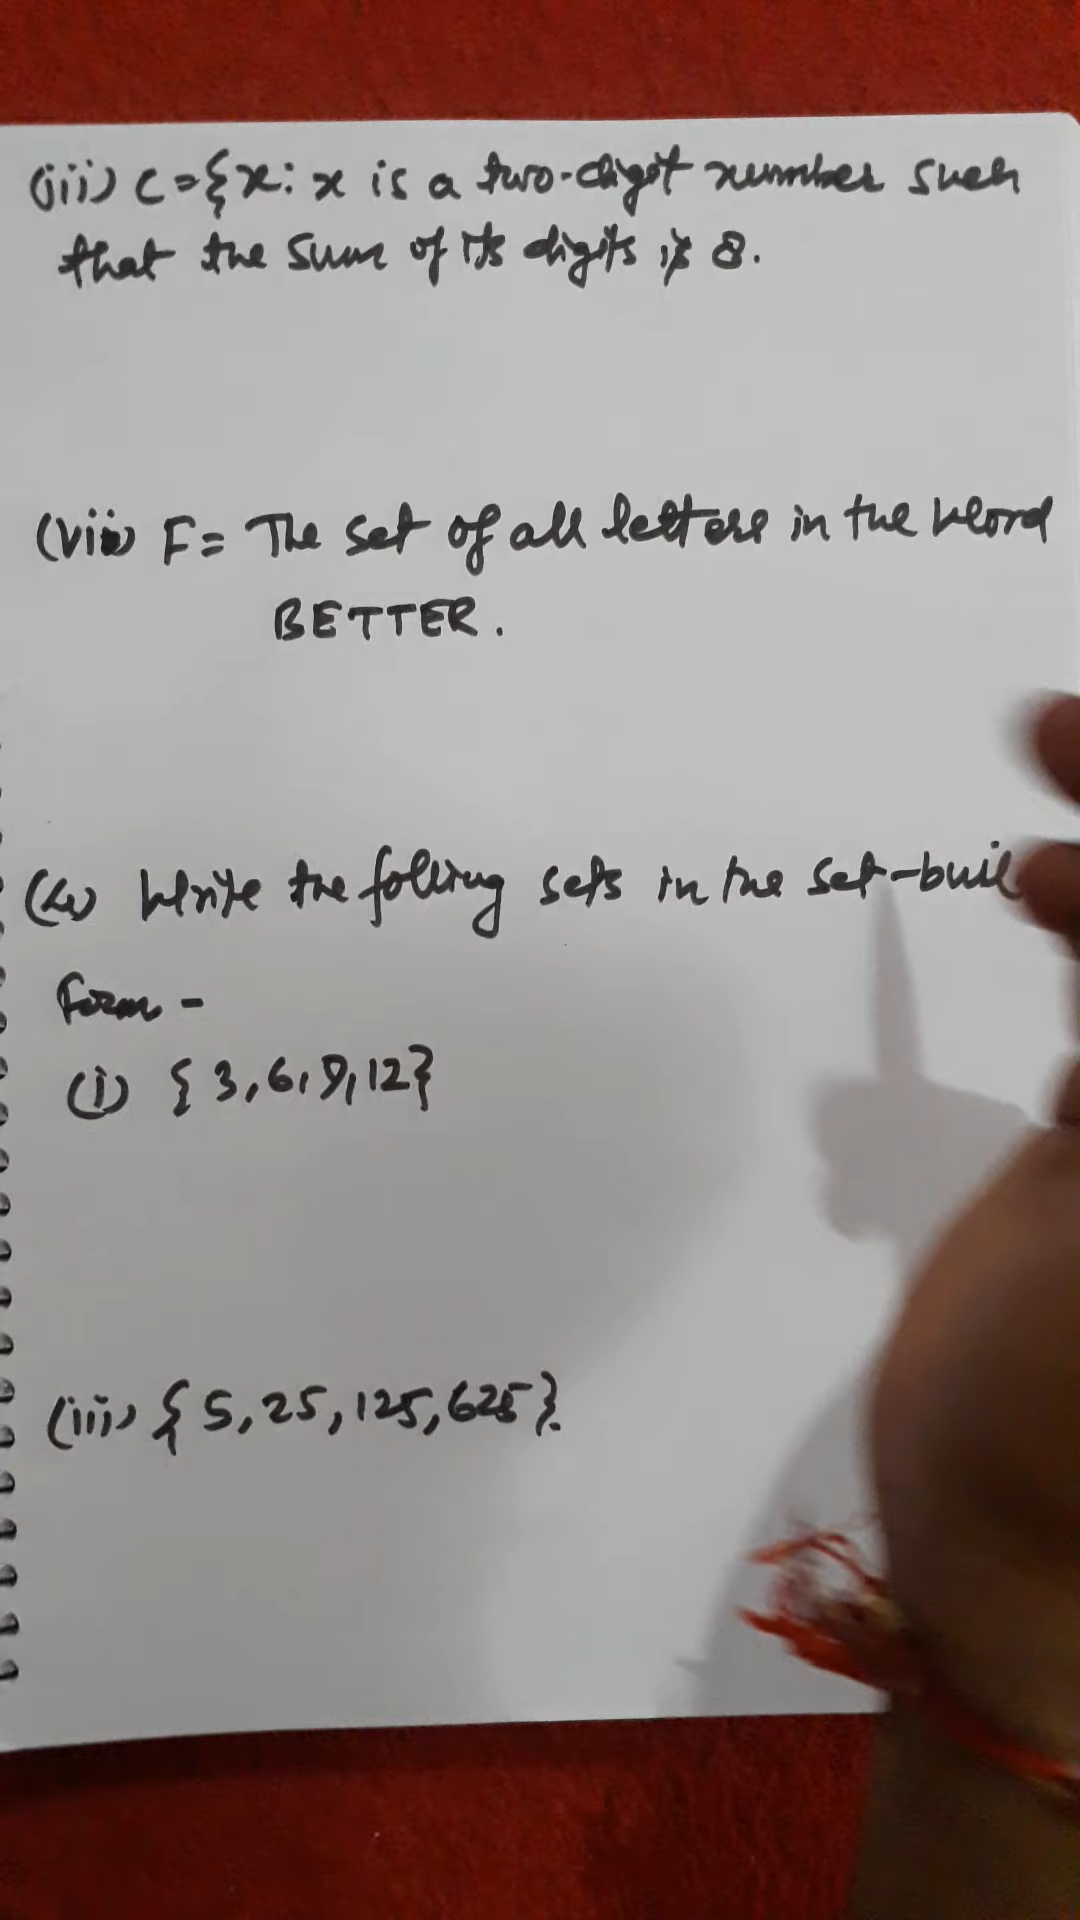 (iii) C={x: x is a two-digit number such
that the sum of its digits is 8.
(vii) F= The set of all letters in the word
BETTER.
Write the folling sets in the set-buil
form -
(i) {3,6,9,12}
(iii) {5,25,125,625}.